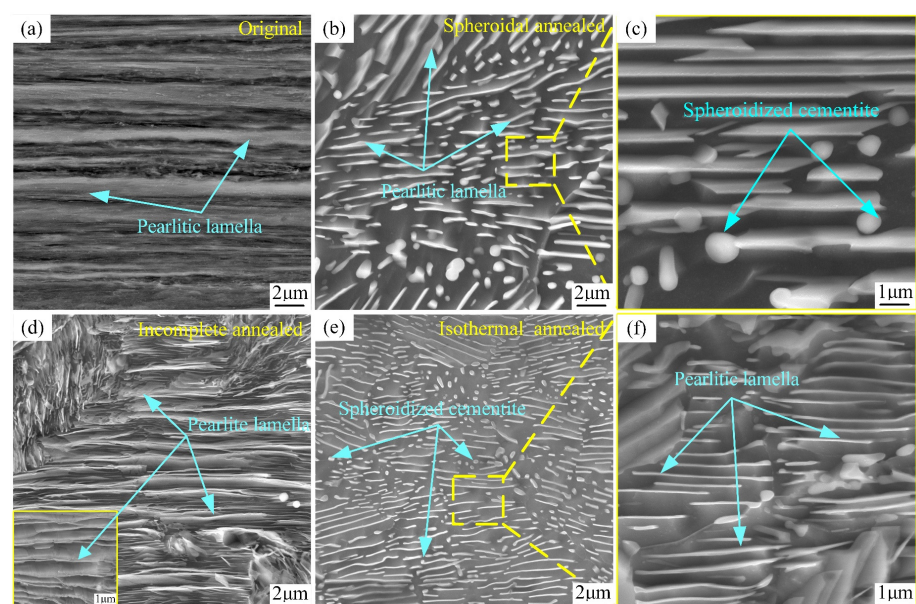 (a)
Original
Pearlitic lamella
2μm
(b)
Spheroidal annealed
Pearlitic lamella
2μm
(c)
Spheroidized cementite
1μm
(d)
Incomplete annealed
Pearlite lamella
1μm
2μm
(e)
Isothermal annealed
Spheroidized cementite
2μm
(f)
Pearlitic lamella
1μm